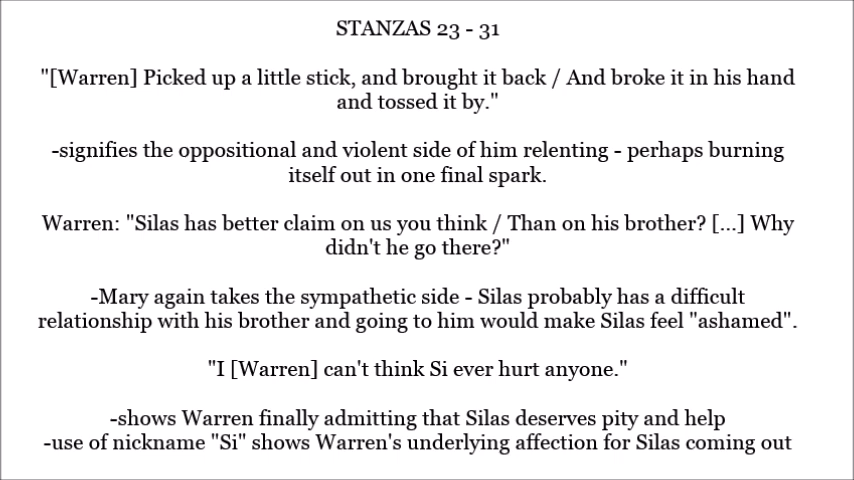 STANZAS 23 - 31
"[Warren] Picked up a little stick, and brought it back / And broke it in his hand
and tossed it by."
-signifies the oppositional and violent side of him relenting - perhaps burning
itself out in one final spark.
Warren: "Silas has better claim on us you think / Than on his brother? [...] Why
didn't he go there?"
-Mary again takes the sympathetic side - Silas probably has a difficult
relationship with his brother and going to him would make Silas feel "ashamed".
"I [Warren] can't think Si ever hurt anyone."
-shows Warren finally admitting that Silas deserves pity and help
-use of nickname "Si" shows Warren's underlying affection for Silas coming out